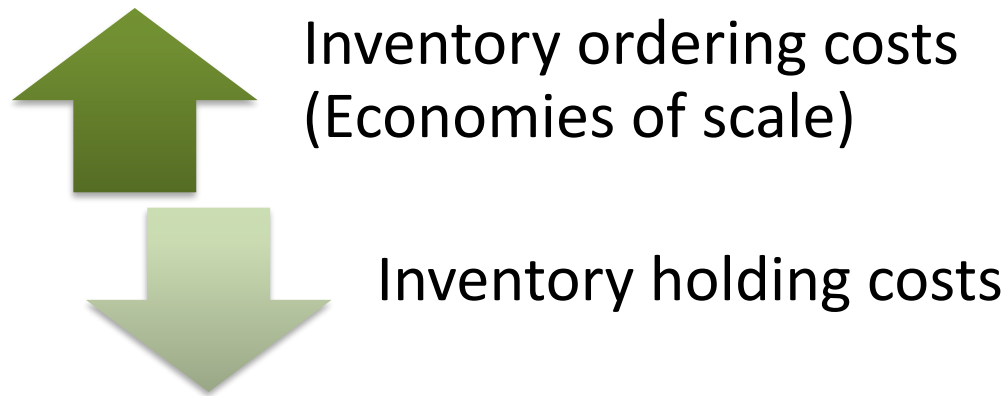 Inventory ordering costs
(Economies of scale)
Inventory holding costs